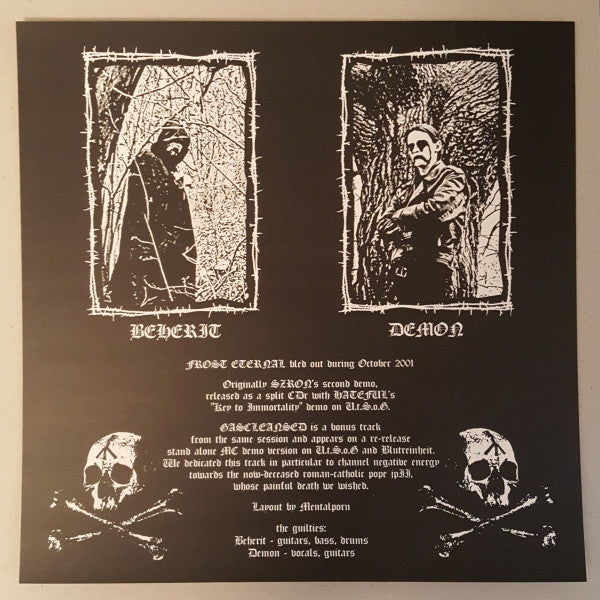 BEHERIT
DEMON
FROST ETERNAL bled out during October 2001
Originally SZRON's second demo,
released as a split CDr with HATEFUL's
"Key to Immortality" demo on U.t.S.o.G.
GASCLEANSED is a bonus track
from the same session and appears on a re-release
stand alone MC demo version on U.t.S.o.G and Blutreinheit.
We dedicated this track in particular to channel negative energy
towards the now-deceased roman-catholic pope jpII,
whose painful death we wished.
Layout by Mentalporn
the guilties:
Beherit - guitars, bass, drums
Demon - vocals, guitars